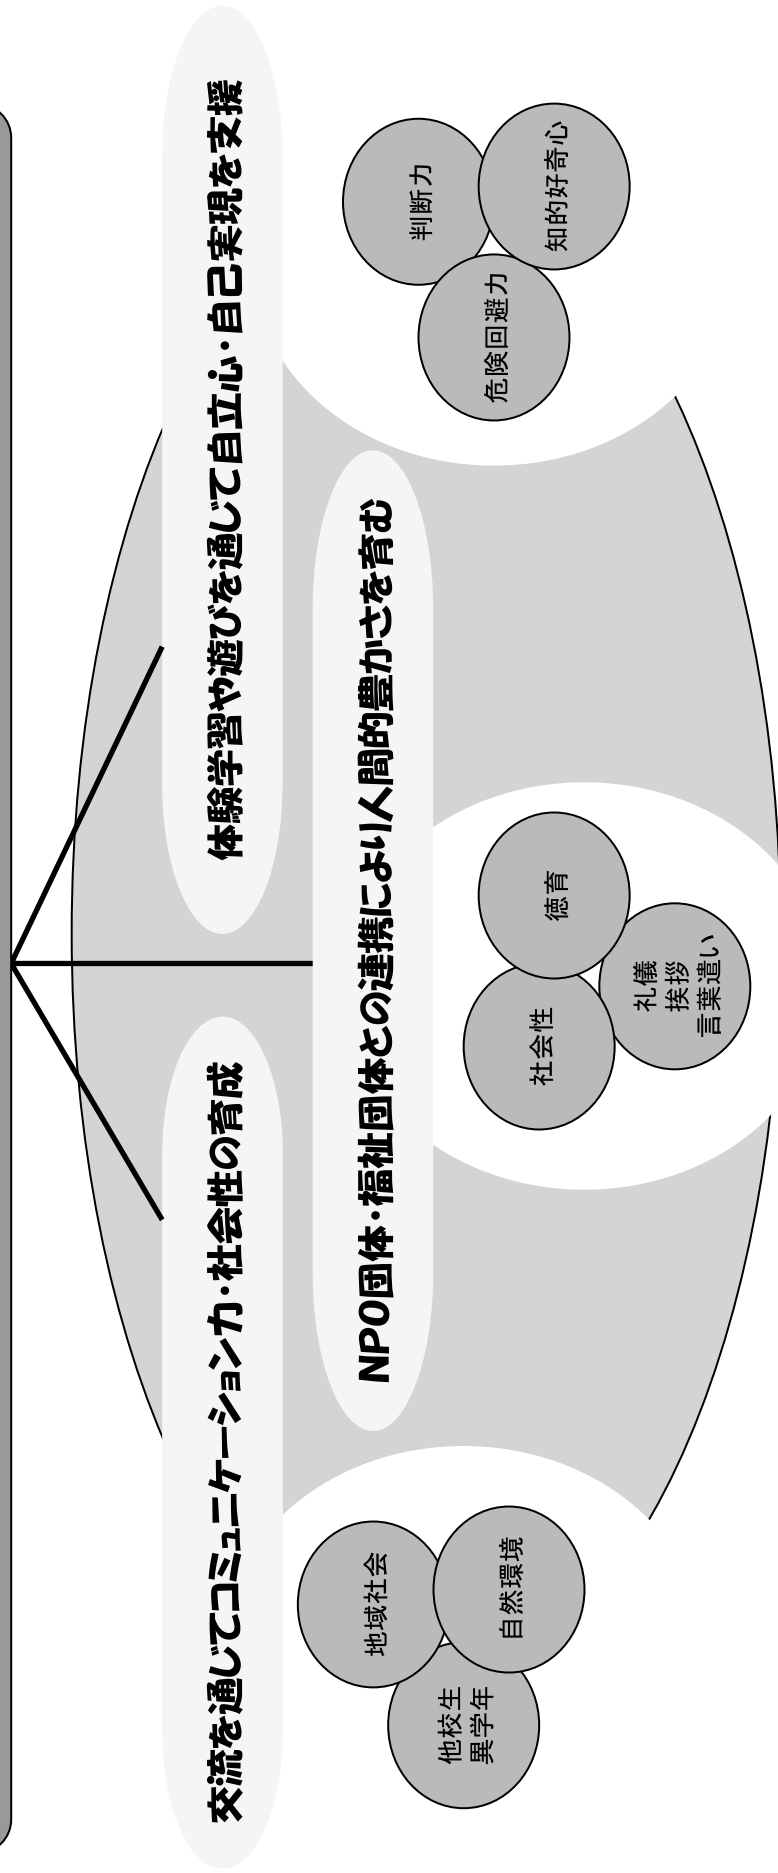 交流を通じてコミュニケーション力・社会性の育成
体験学習や遊びを通じて自立心・自己実現を支援
NPO団体・福祉団体との連携により人間的豊かさを育む
地域社会
他校生
異学年
自然環境
徳育
社会性
礼儀
挨拶
言葉遣い
判断力
危険回避力
知的好奇心